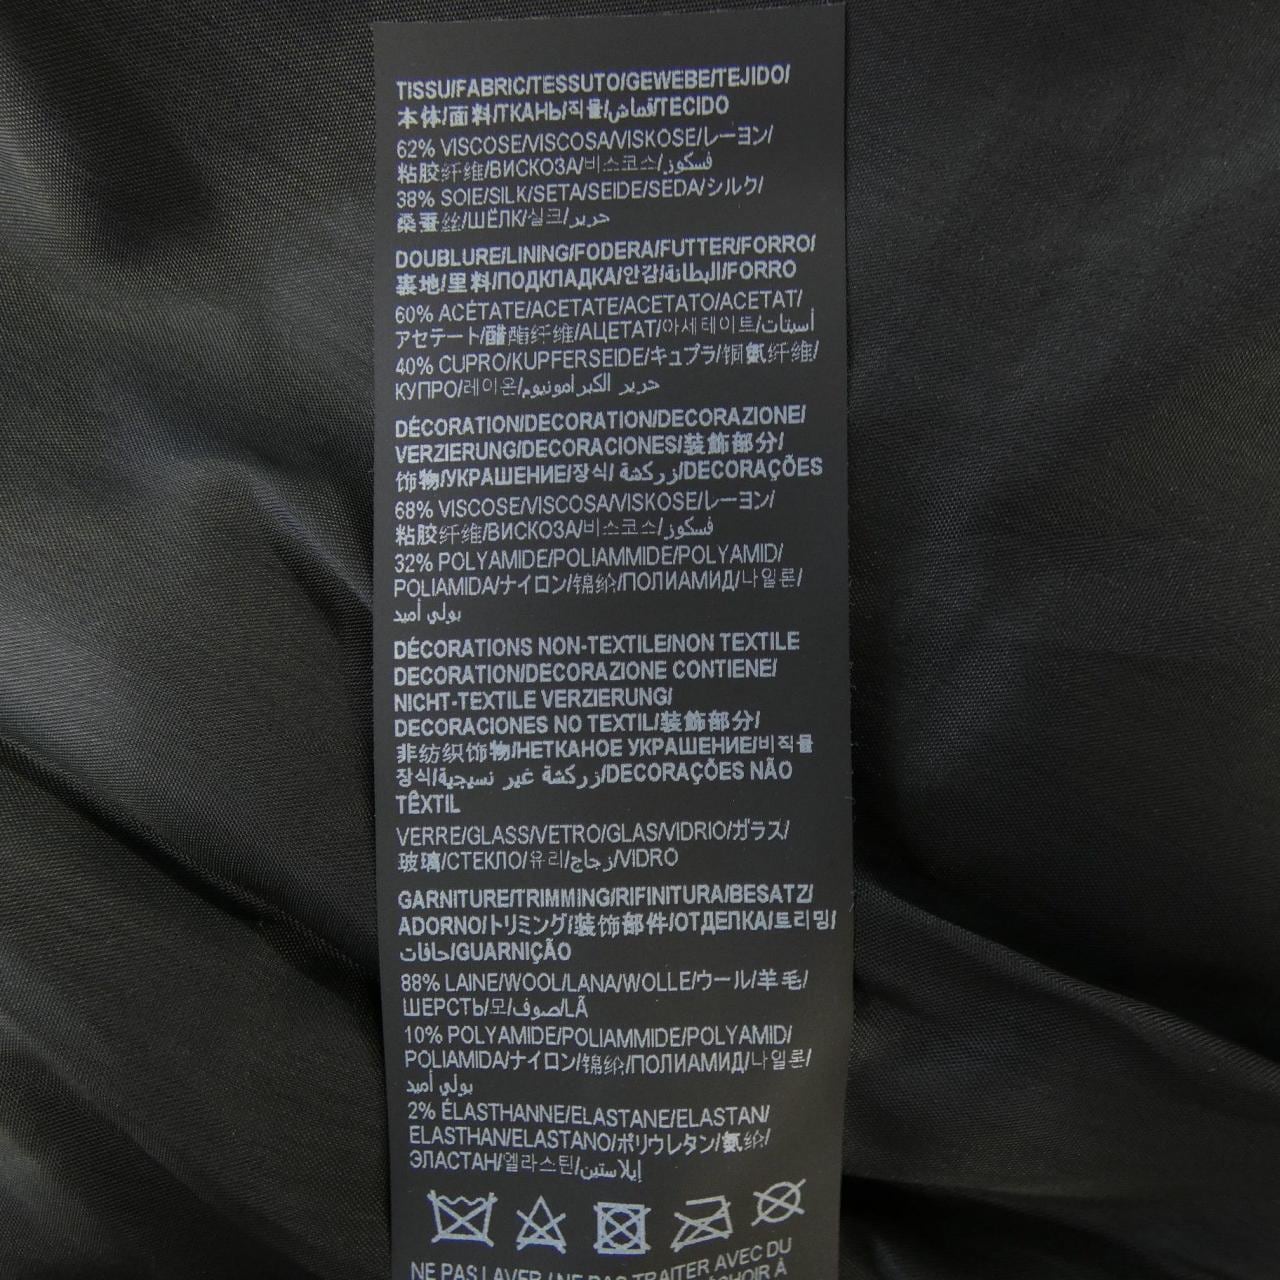 TISSU/FABRIC/TESSUTO/GEWEBE/TEJIDO/
本体/面料/ТКАНЬ/직물/قماش/TECIDO
62% VISCOSE/VISCOSA/VISKOSE/レーヨン/
粘胶纤维/ВИСКОЗА/비스코스/فسكوز
38% SOIE/SILK/SETA/SEIDE/SEDA/シルク/
桑蚕丝/ШЁЛК/실크/حرير
DOUBLURE/LINING/FODERA/FUTTER/FORRO/
裏地/里料/ПОДКЛАДКА/안감/البطانة/FORRO
60% ACÉTATE/ACETATE/ACETATO/ACETAT/
アセテート/醋酯纤维/АЦЕТАТ/아세테이트/أسيتات
40% CUPRO/KUPFERSEIDE/キュプラ/铜氨纤维/
КУПРО/레이온/حرير الكبرامونيوم
DÉCORATION/DECORATION/DECORAZIONE/
VERZIERUNG/DECORACIONES/装飾部分/
饰物/УКРАШЕНИЕ/장식/زركشة/DECORAÇÕES
68% VISCOSE/VISCOSA/VISKOSE/レーヨン/
粘胶纤维/ВИСКОЗА/비스코스/فسكوز
32% POLYAMIDE/POLIAMMIDE/POLYAMID/
POLIAMIDA/ナイロン/锦纶/ПОЛИАМИД/나일론/
بولي أميد
DÉCORATIONS NON-TEXTILE/NON TEXTILE
DECORATION/DECORAZIONE CONTIENE/
NICHT-TEXTILE VERZIERUNG/
DECORACIONES NO TEXTIL/装飾部分/
非纺织饰物/НЕТКАНОЕ УКРАШЕНИЕ/비직물
장식/زركشة غير نسيجية/DECORAÇÕES NÃO
TÊXTIL
VERRE/GLASS/VETRO/GLAS/VIDRIO/ガラス/
玻璃/СТЕКЛО/유리/زجاج/VIDRO
GARNITURE/TRIMMING/RIFINITURA/BESATZ/
ADORNO/トリミング/装饰部件/ОТДЕЛКА/트리밍/
حافات/GUARNIÇÃO
88% LAINE/WOOL/LANA/WOLLE/ウール/羊毛/
ШЕРСТЬ/모/صوف/LÃ
10% POLYAMIDE/POLIAMMIDE/POLYAMID/
POLIAMIDA/ナイロン/锦纶/ПОЛИАМИД/나일론/
بولي أميد
2% ÉLASTHANNE/ELASTANE/ELASTAN/
ELASTHAN/ELASTANO/ポリウレタン/氨纶/
ЭЛАСТАН/엘라스틴/إيلاستين
NE PAS LAVER / NE PAS TRAITER AVEC DU